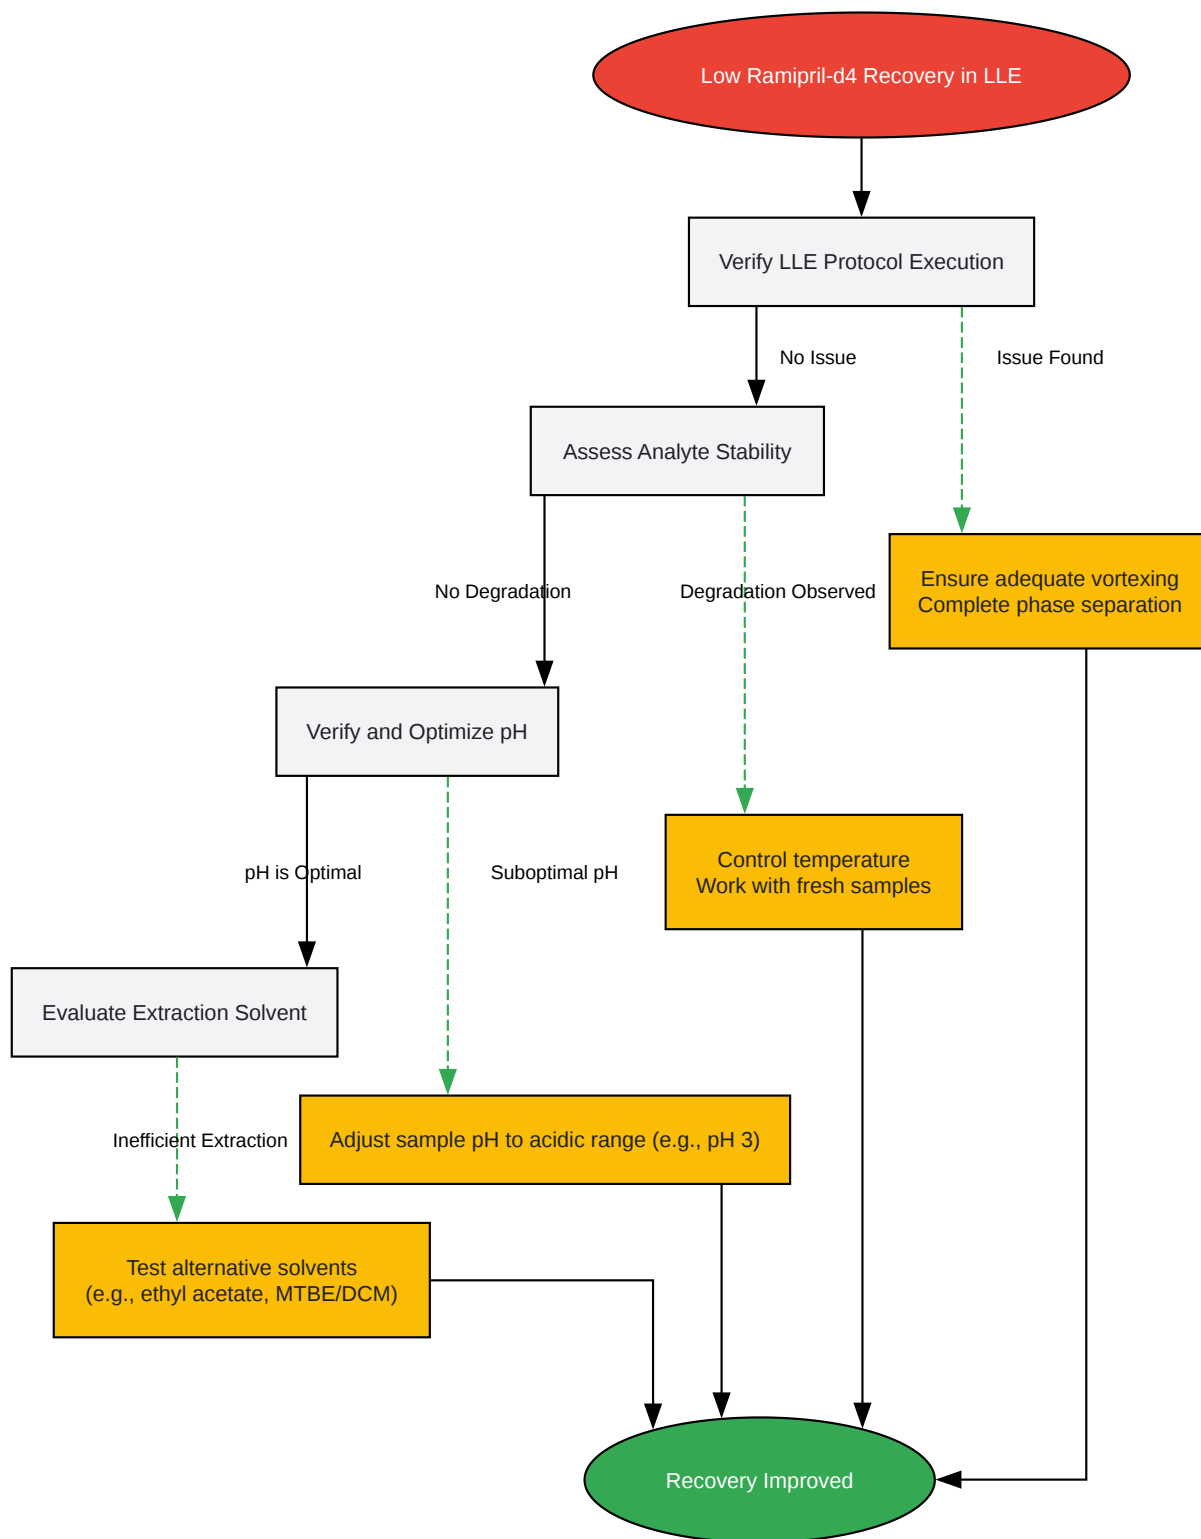 Low Ramipril-d4 Recovery in LLE
Verify LLE Protocol Execution
No Issue
Issue Found
Assess Analyte Stability
Ensure adequate vortexing
Complete phase separation
No Degradation
Degradation Observed
Verify and Optimize pH
Control temperature
Work with fresh samples
pH is Optimal
Suboptimal pH
Evaluate Extraction Solvent
Inefficient Extraction
Adjust sample pH to acidic range (e.g., pH 3)
Test alternative solvents
(e.g., ethyl acetate, MTBE/DCM)
Recovery Improved